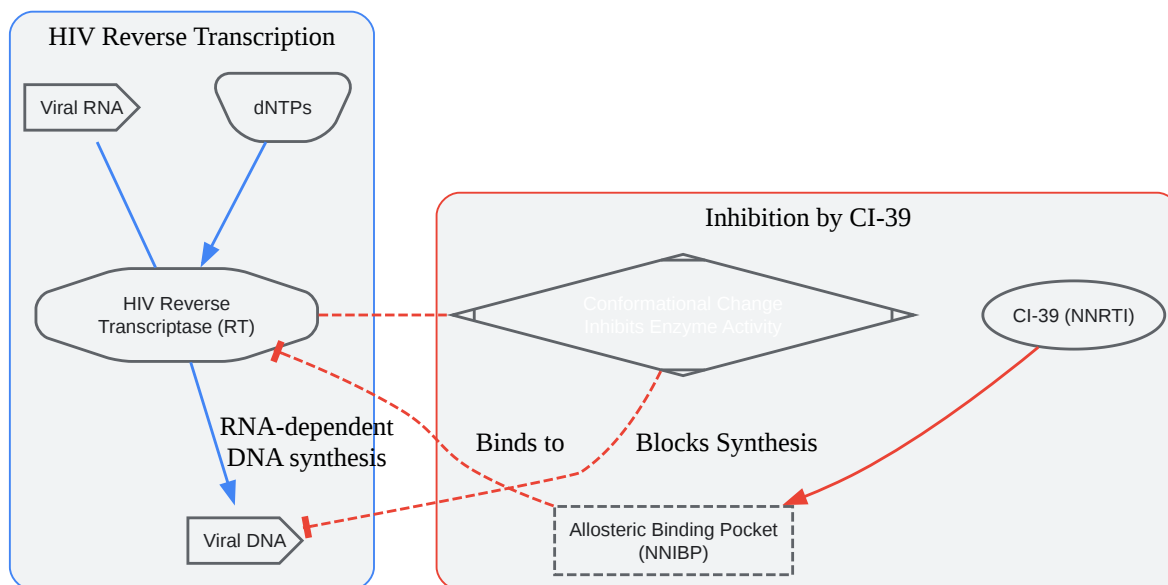 HIV Reverse Transcription
Viral RNA
dNTPs
Inhibition by CI-39
HIV Reverse
Transcriptase (RT)
Conformational Change
Inhibits Enzyme Activity
CI-39 (NNRTI)
RNA-dependent
DNA synthesis
Binds to
Blocks Synthesis
Viral DNA
Allosteric Binding Pocket
(NNIBP)